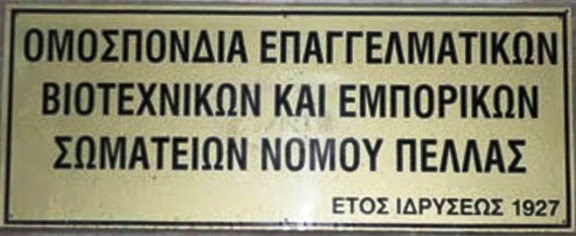 ΟΜΟΣΠΟΝΔΙΑ ΕΠΑΓΓΕΛΜΑΤΙΚΩΝ
ΒΙΟΤΕΧΝΙΚΩΝ ΚΑΙ ΕΜΠΟΡΙΚΩΝ
ΣΩΜΑΤΕΙΩΝ ΝΟΜΟΥ ΠΕΛΛΑΣ
ΕΤΟΣ ΙΔΡΥΣΕΩΣ 1927